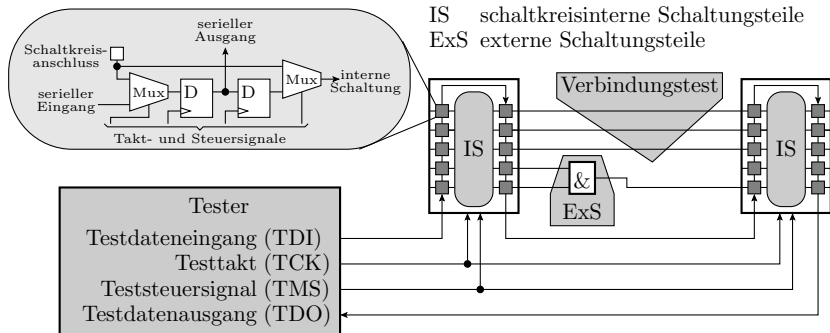 serieller
Ausgang
Schaltkreis-
anschluss
Mux
interne
Schaltung
D
D
Mux
serieller
Eingang
Takt- und Steuersignale
IS schaltkreisinterne Schaltungsteile
ExS externe Schaltungsteile
Verbindungstest
IS
IS
&
ExS
Tester
Testdateneingang (TDI)
Testtakt (TCK)
Teststeuersignal (TMS)
Testdatenausgang (TDO)